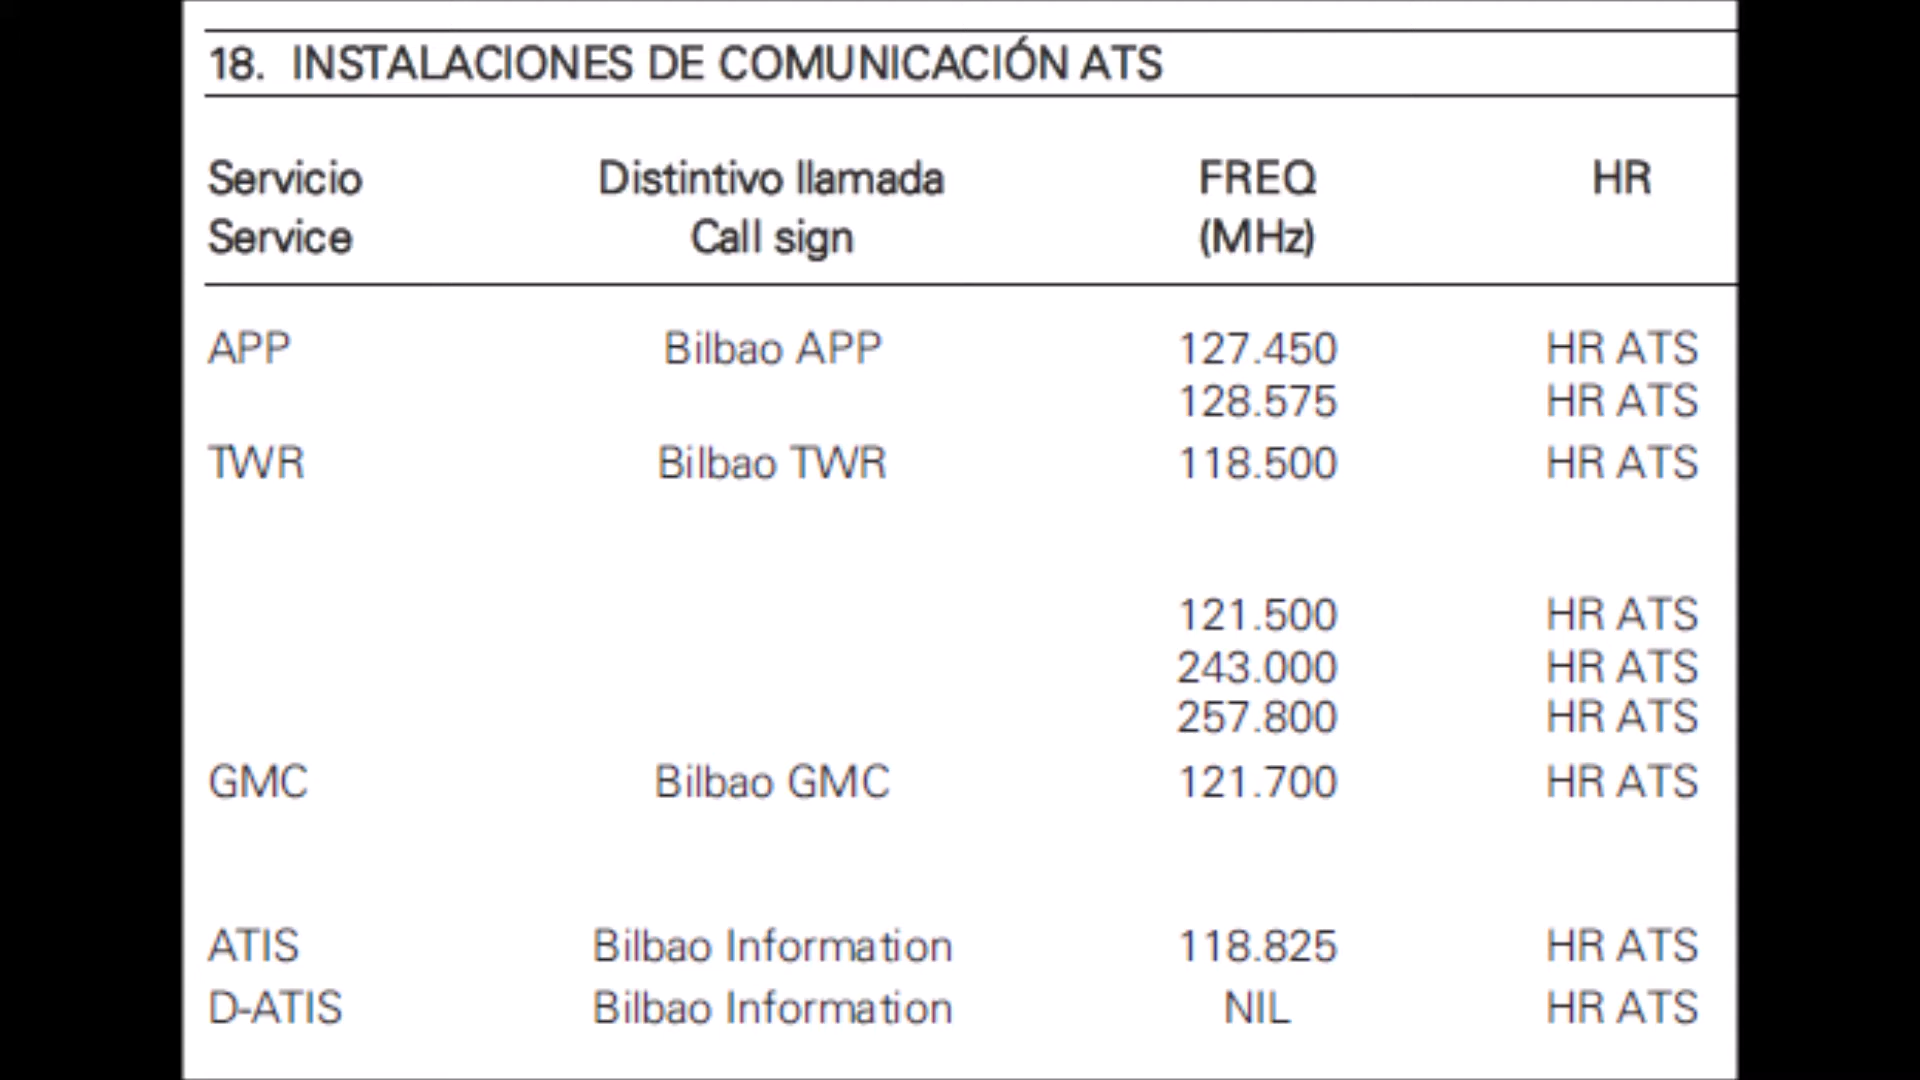 18. INSTALACIONES DE COMUNICACIÓN ATS
Servicio Distintivo llamada FREQ HR
Service Call sign (MHz)
APP Bilbao APP 127.450 HR ATS
128.575 HR ATS
TWR Bilbao TWR 118.500 HR ATS
121.500 HR ATS
243.000 HR ATS
257.800 HR ATS
GMC Bilbao GMC 121.700 HR ATS
ATIS Bilbao Information 118.825 HR ATS
D-ATIS Bilbao Information NIL HR ATS